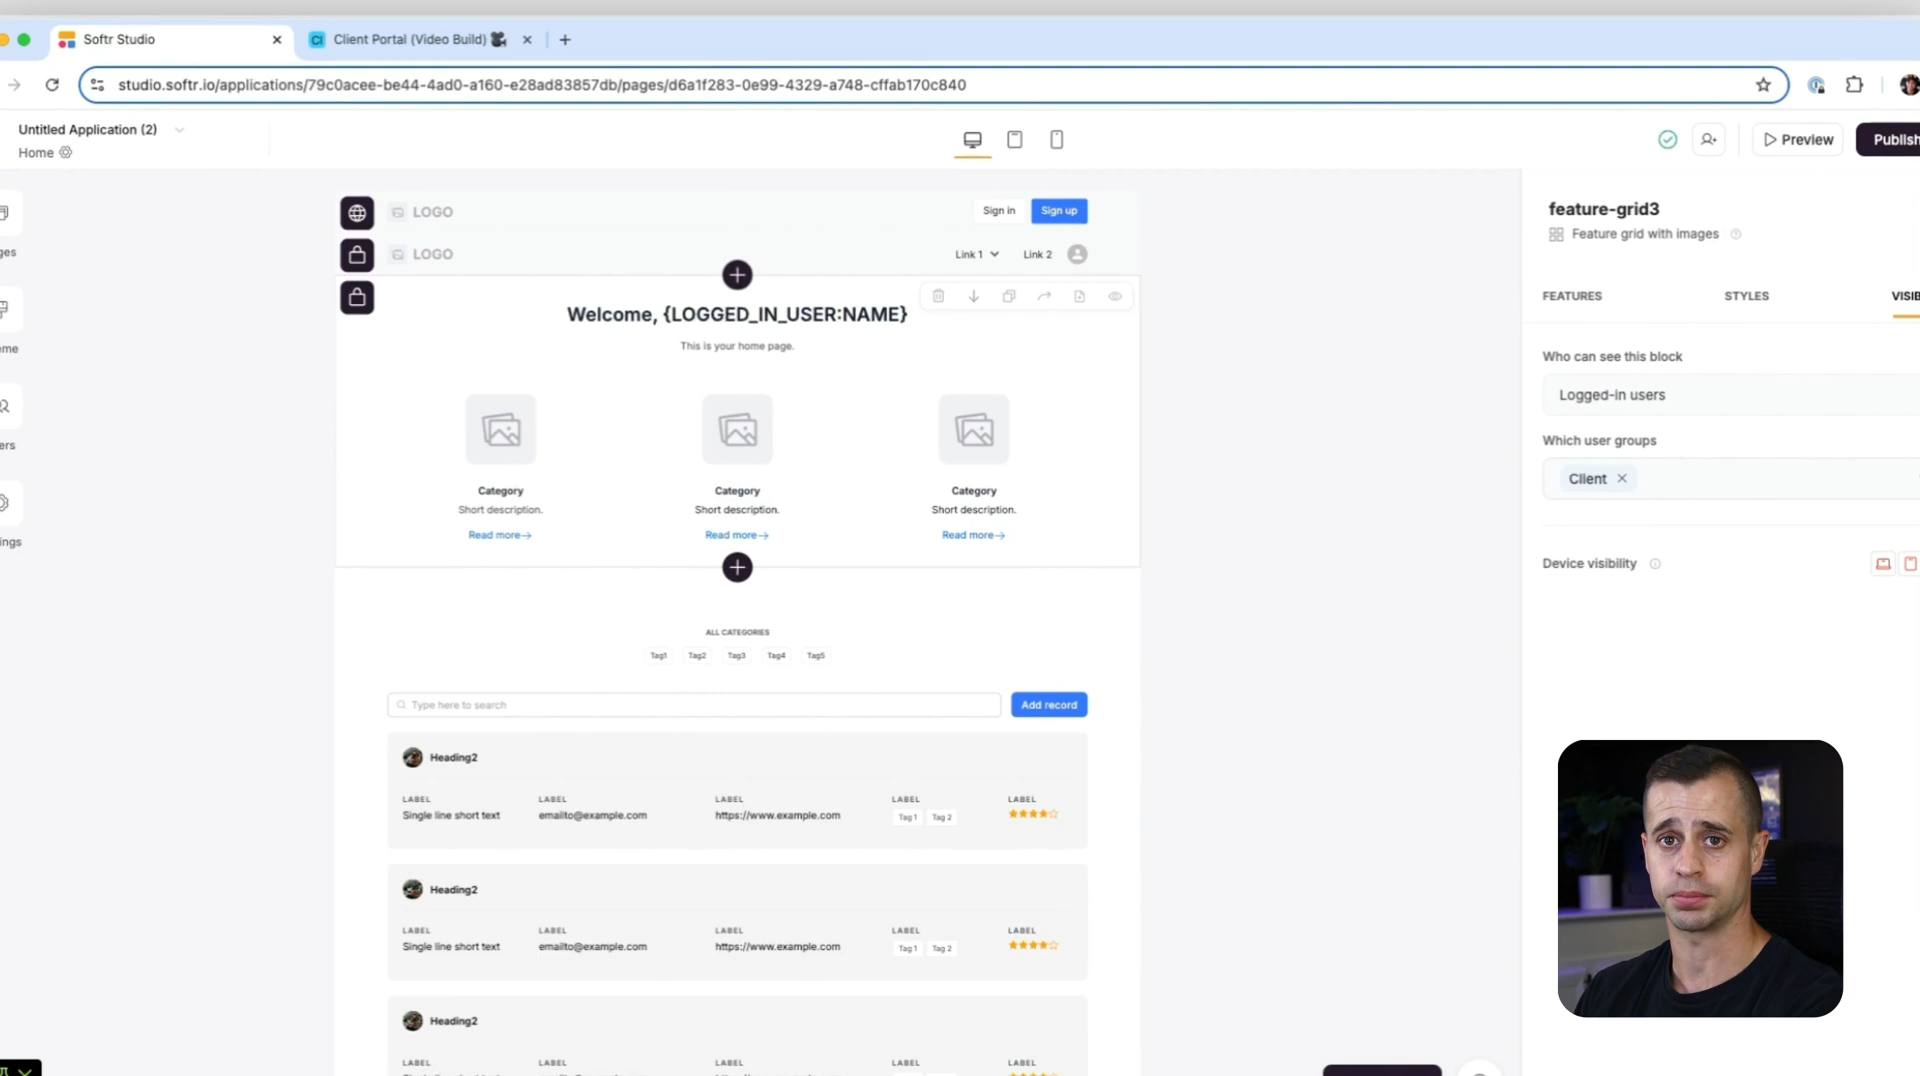 Softr Studio
Client Portal (Video Build)
studio.softr.io/applications/79c0acee-be44-4ad0-a160-e28ad83857db/pages/d6a1f283-0e99-4329-a748-cffab170c840
Untitled Application (2)
Home
Preview
Publish
ges
eme
ers
ings
LOGO
Sign in
Sign up
LOGO
Link 1
Link 2
Welcome, {LOGGED_IN_USER:NAME}
This is your home page.
Category
Category
Category
Short description.
Short description.
Short description.
Read more→
Read more→
Read more→
ALL CATEGORIES
Tag1 Tag2 Tag3 Tag4 Tag5
Type here to search
Add record
Heading2
LABEL LABEL LABEL LABEL LABEL
Single line short text emailto@example.com https://www.example.com Tag 1 Tag 2
Heading2
LABEL LABEL LABEL LABEL LABEL
Single line short text emailto@example.com https://www.example.com Tag 1 Tag 2
Heading2
LABEL LABEL LABEL LABEL LABEL
feature-grid3
Feature grid with images
FEATURES
STYLES
VISIB
Who can see this block
Logged-in users
Which user groups
Client
Device visibility